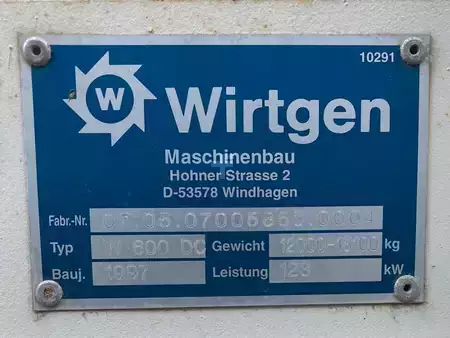 10291
W Wirtgen
Maschinenbau
Hohner Strasse 2
D-53578 Windhagen
Fabr.-Nr.
Typ W 600 DC Gewicht kg
Bauj. 1997 Leistung 123 kW